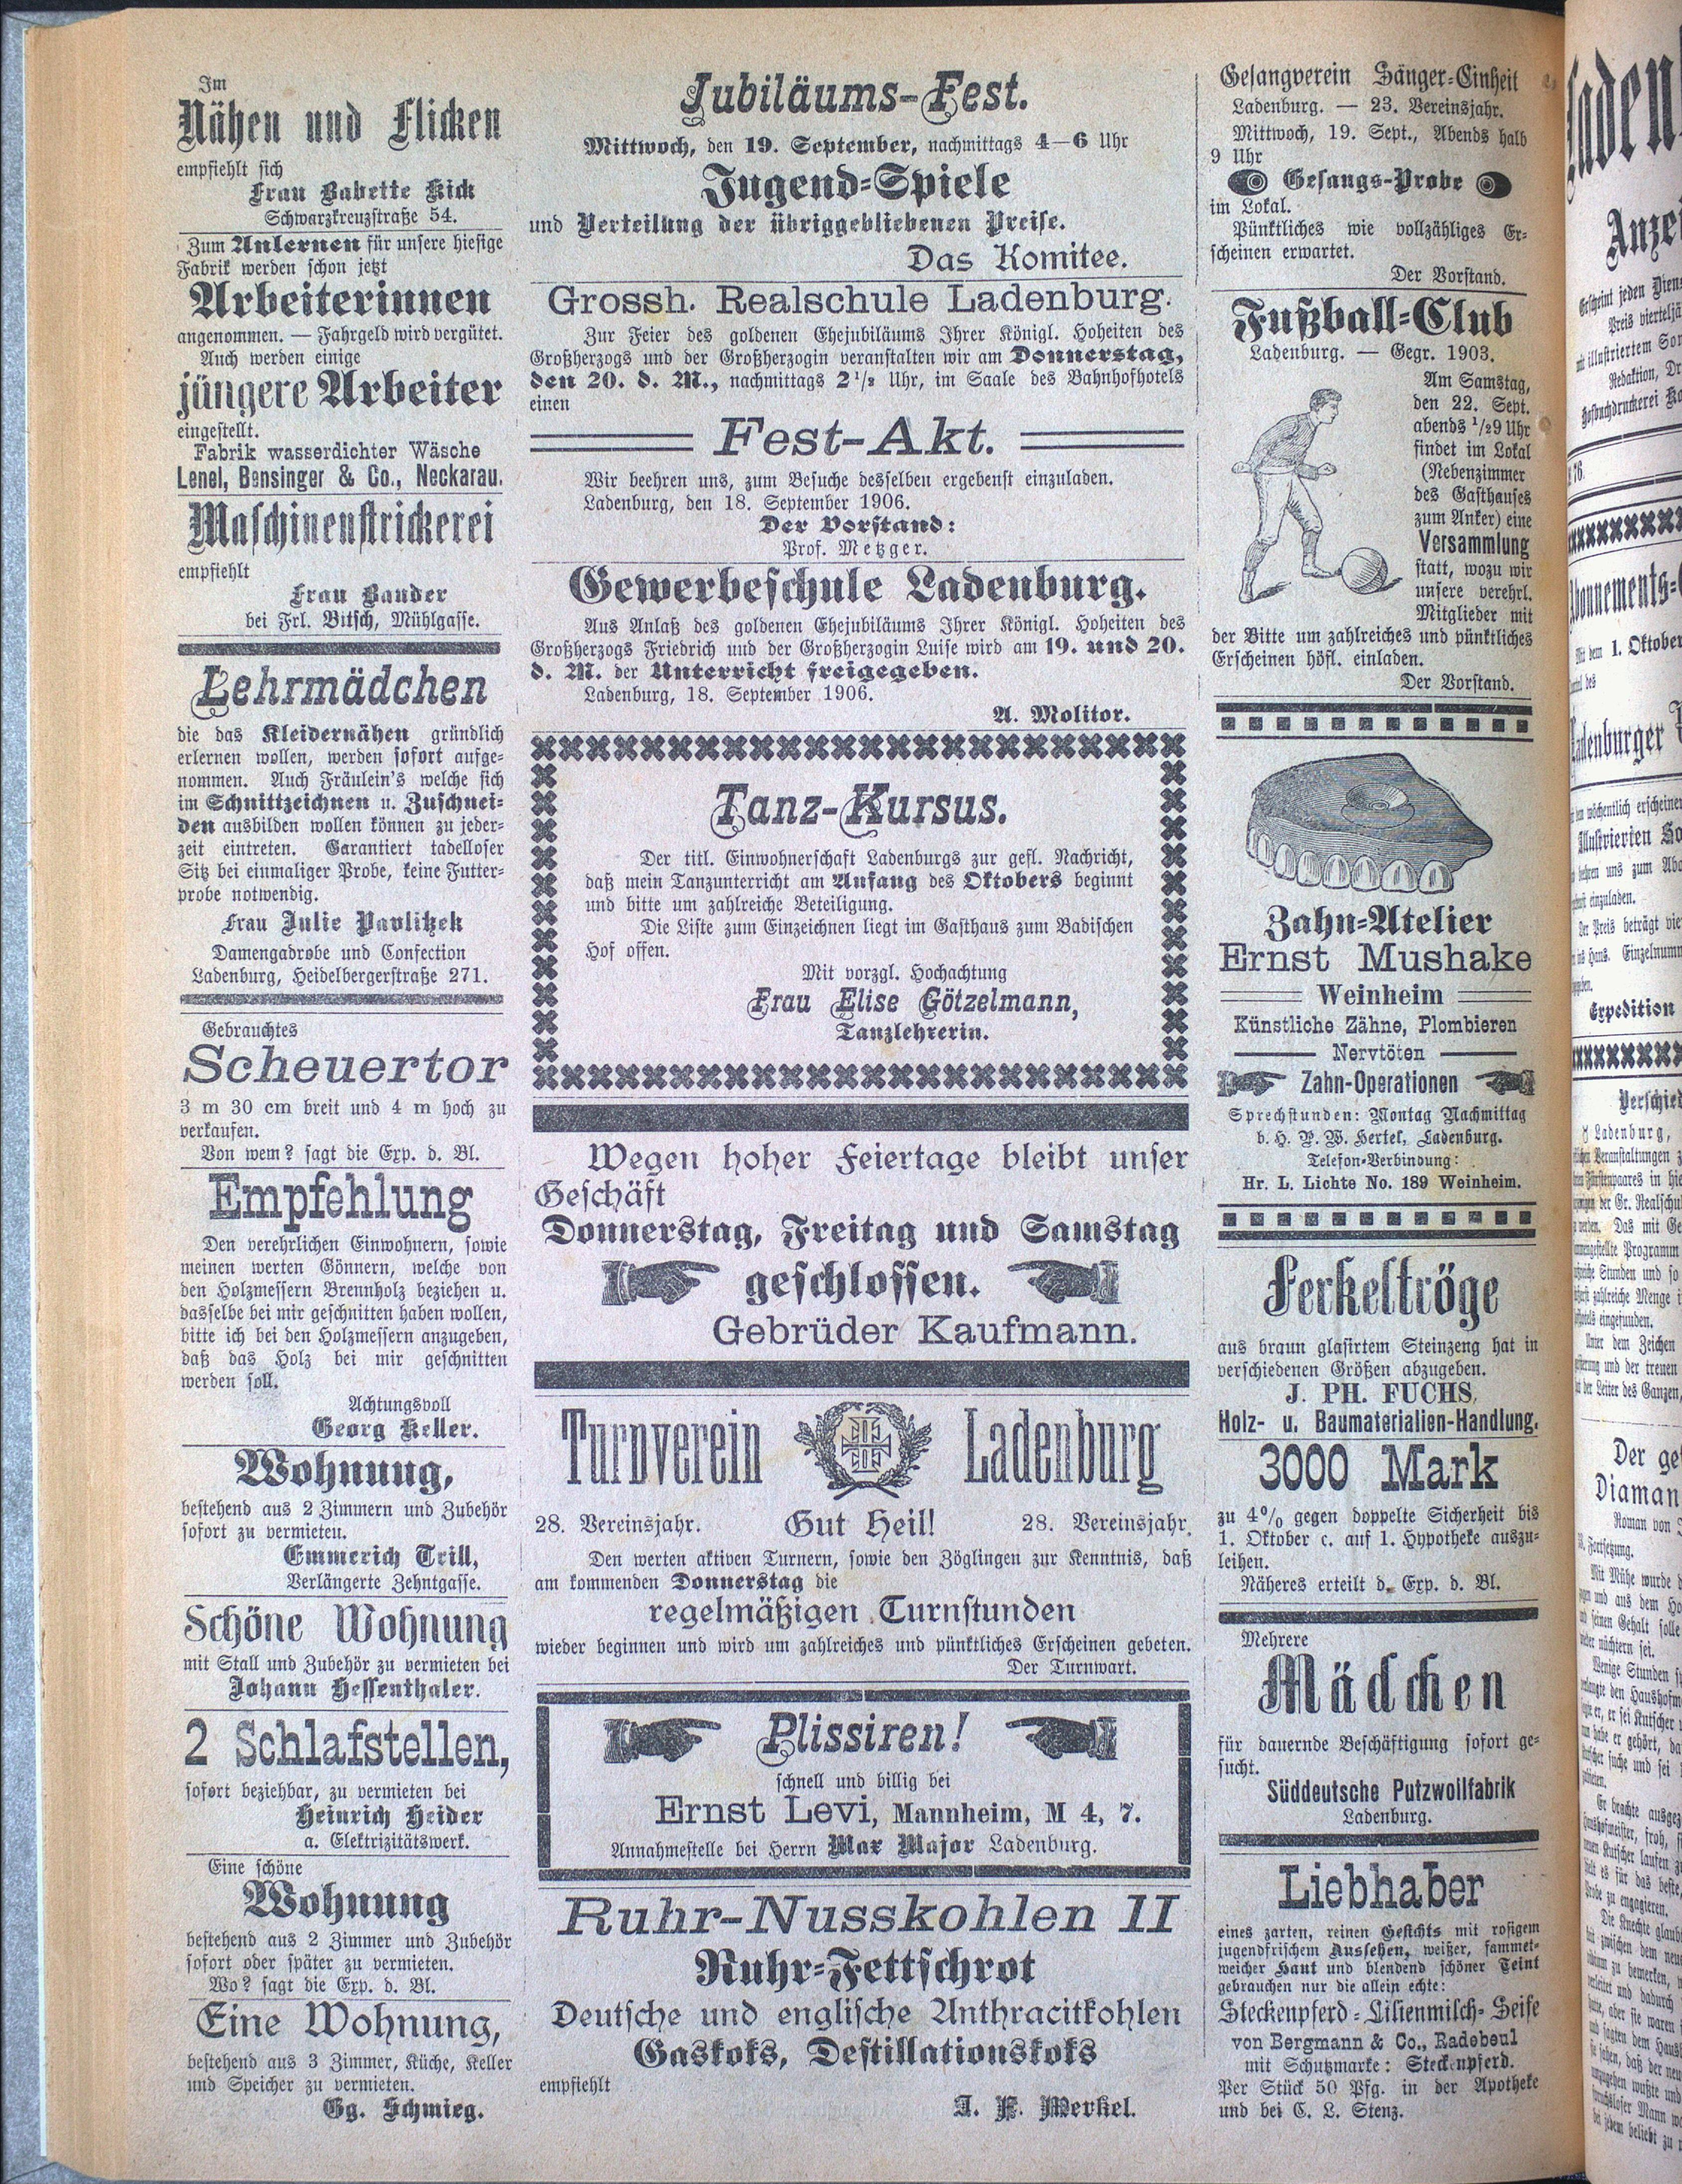 Im
Nähen und Flicken
empfiehlt sich
Frau Babette Kick
Schwarzkreuzstraße 54.
Zum Anlernen für unsere hiesige
Fabrik werden schon jetzt
Arbeiterinnen
angenommen. — Fahrgeld wird vergütet.
Auch werden einige
jüngere Arbeiter
eingestellt.
Fabrik wasserdichter Wäsche
Lenel, Bensinger & Co., Neckarau.
Maschinenstrickerei
empfiehlt
Frau Bander
bei Frl. Bitsch, Mühlgasse.
Lehrmädchen
die das Kleidernähen gründlich
erlernen wollen, werden sofort aufge-
nommen. Auch Fräulein's welche sich
im Schnittzeichnen u. Zuschnei-
den ausbilden wollen können zu jeder-
zeit eintreten. Garantiert tadelloser
Sitz bei einmaliger Probe, keine Futter-
probe notwendig.
Frau Julie Pavlitzek
Damengadrobe und Confection
Ladenburg, Heidelbergerstraße 271.
Gebrauchtes
Scheuertor
3 m 30 cm breit und 4 m hoch zu
verkaufen.
Von wem? sagt die Exp. d. Bl.
Empfehlung
Den verehrlichen Einwohnern, sowie
meinen werten Gönnern, welche von
den Holzmessern Brennholz beziehen u.
dasselbe bei mir geschnitten haben wollen,
bitte ich bei den Holzmessern anzugeben,
daß das Holz bei mir geschnitten
werden soll.
Achtungsvoll
Georg Keller.
Wohnung,
bestehend aus 2 Zimmern und Zubehör
sofort zu vermieten.
Emmerich Trill,
Verlängerte Zehntgasse.
Schöne Wohnung
mit Stall und Zubehör zu vermieten bei
Johann Hessenthaler.
2 Schlafstellen,
sofort beziehbar, zu vermieten bei
Heinrich Heider
a. Elektrizitätswerk.
Eine schöne
Wohnung
bestehend aus 2 Zimmer und Zubehör
sofort oder später zu vermieten.
Wo? sagt die Exp. d. Bl.
Eine Wohnung,
bestehend aus 3 Zimmer, Küche, Keller
und Speicher zu vermieten.
Gg. Schmieg.
Jubiläums-Fest.
Mittwoch, den 19. September, nachmittags 4—6 Uhr
Jugend-Spiele
und Verteilung der übriggebliebenen Preise.
Das Komitee.
Grossh. Realschule Ladenburg.
Zur Feier des goldenen Ehejubiläums Ihrer Königl. Hoheiten des
Großherzogs und der Großherzogin veranstalten wir am Donnerstag,
den 20. d. M., nachmittags 2 1/2 Uhr, im Saale des Bahnhofhotels
einen
Fest-Akt.
Wir beehren uns, zum Besuche desselben ergebenst einzuladen.
Ladenburg, den 18. September 1906.
Der Vorstand:
Prof. Metzger.
Gewerbeschule Ladenburg.
Aus Anlaß des goldenen Ehejubiläums Ihrer Königl. Hoheiten des
Großherzogs Friedrich und der Großherzogin Luise wird am 19. und 20.
d. M. der Unterricht freigegeben.
Ladenburg, 18. September 1906.
A. Molitor.
Tanz-Kursus.
Der titl. Einwohnerschaft Ladenburgs zur gefl. Nachricht,
daß mein Tanzunterricht am Anfang des Oktobers beginnt
und bitte um zahlreiche Beteiligung.
Die Liste zum Einzeichnen liegt im Gasthaus zum Badischen
Hof offen.
Mit vorzgl. Hochachtung
Frau Elise Götzelmann,
Tanzlehrerin.
Wegen hoher Feiertage bleibt unser
Geschäft
Donnerstag, Freitag und Samstag
geschlossen.
Gebrüder Kaufmann.
Turnverein Ladenburg
28. Vereinsjahr. Gut Heil! 28. Vereinsjahr.
Den werten aktiven Turnern, sowie den Zöglingen zur Kenntnis, daß
am kommenden Donnerstag die
regelmäßigen Turnstunden
wieder beginnen und wird um zahlreiches und pünktliches Erscheinen gebeten.
Der Turnwart.
Plissiren!
schnell und billig bei
Ernst Levi, Mannheim, M 4, 7.
Annahmestelle bei Herrn Max Major Ladenburg.
Ruhr-Nusskohlen II
Ruhr-Fettschrot
Deutsche und englische Anthracitkohlen
Gaskoks, Destillationskoks
empfiehlt
J. F. Merkel.
Gesangverein Sänger-Einheit
Ladenburg. — 23. Vereinsjahr.
Mittwoch, 19. Sept., Abends halb
9 Uhr
Gesangs-Probe
im Lokal.
Pünktliches wie vollzähliges Er-
scheinen erwartet.
Der Vorstand.
Fußball-Club
Ladenburg. — Gegr. 1903.
Am Samstag,
den 22. Sept.
abends 1/29 Uhr
findet im Lokal
(Nebenzimmer
des Gasthauses
zum Anker) eine
Versammlung
statt, wozu wir
unsere verehrl.
Mitglieder mit
der Bitte um zahlreiches und pünktliches
Erscheinen höfl. einladen.
Der Vorstand.
Zahn-Atelier
Ernst Mushake
Weinheim
Künstliche Zähne, Plombieren
Nervtöten
Zahn-Operationen
Sprechstunden: Montag Nachmittag
b. H. P. W. Hertel, Ladenburg.
Telefon-Verbindung:
Hr. L. Lichte No. 189 Weinheim.
Ferkeltröge
aus braun glasirtem Steinzeng hat in
verschiedenen Größen abzugeben.
J. PH. FUCHS,
Holz- u. Baumaterialien-Handlung.
3000 Mark
zu 4% gegen doppelte Sicherheit bis
1. Oktober c. auf 1. Hypotheke auszu-
leihen.
Näheres erteilt d. Exp. d. Bl.
Mehrere
Mädchen
für dauernde Beschäftigung sofort ge-
sucht.
Süddeutsche Putzwollfabrik
Ladenburg.
Liebhaber
eines zarten, reinen Gesichts mit rosigem
jugendfrischem Aussehen, weißer, sammet-
weicher Haut und blendend schöner Teint
gebrauchen nur die allein echte:
Steckenpferd-Lilienmilch-Seife
von Bergmann & Co., Radebeul
mit Schutzmarke: Steckenpferd.
Per Stück 50 Pfg. in der Apotheke
und bei C. L. Stenz.